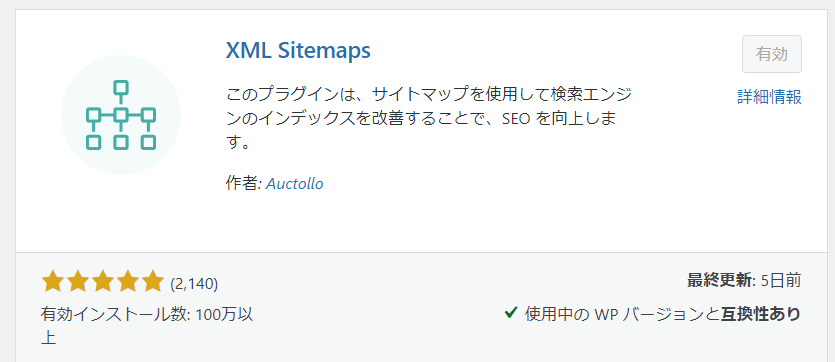 XML Sitemaps
有効
このプラグインは、サイトマップを使用して検索エンジ
ンのインデックスを改善することで、SEO を向上しま
す。
詳細情報
作者: Auctollo
(2,140)
最終更新: 5日前
有効インストール数: 100万以
上
使用中の WP バージョンと互換性あり